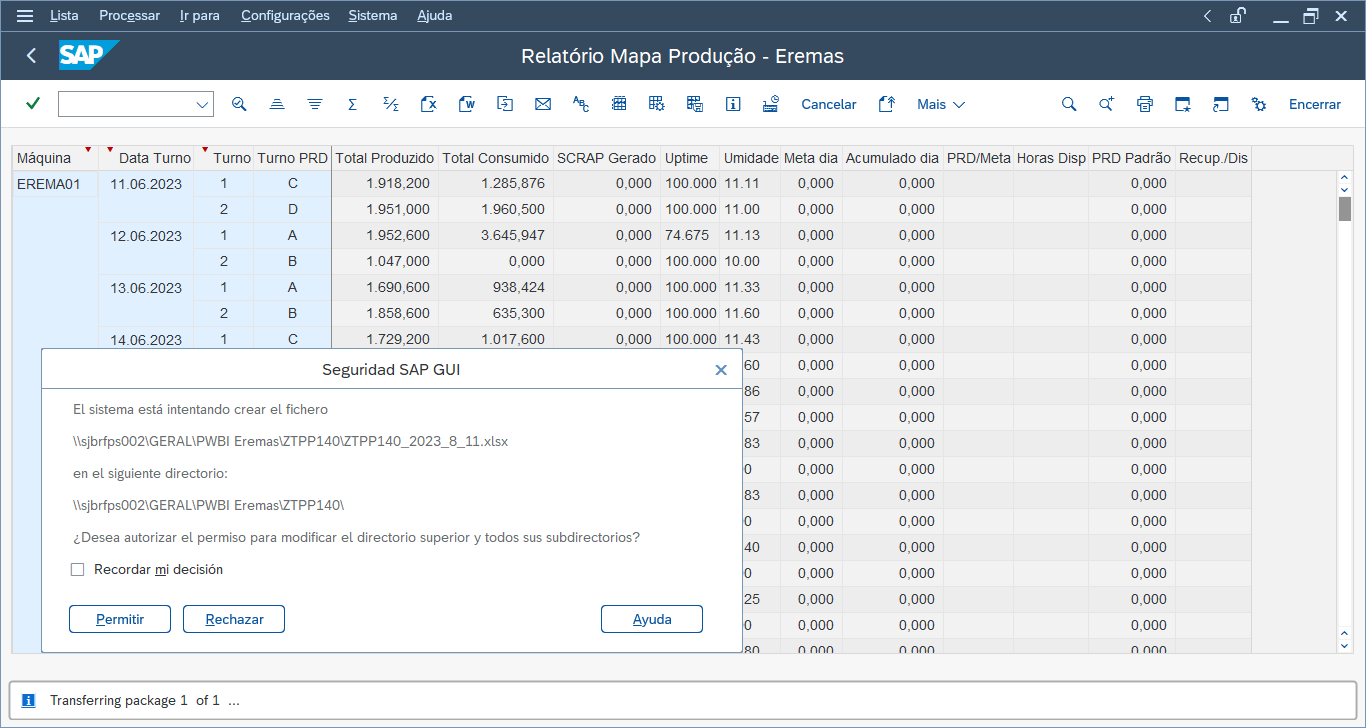 Lista Processar Ir para Configurações Sistema Ajuda
SAP Relatório Mapa Produção - Eremas
Cancelar Mais Encerrar
Máquina Data Turno Turno Turno PRD Total Produzido Total Consumido SCRAP Gerado Uptime Umidade Meta dia Acumulado dia PRD/Meta Horas Disp PRD Padrão Recup./Dis
EREMA01 11.06.2023 1 C 1.918,200 1.285,876 0,000 100.000 11.11 0,000 0,000 0,000
2 D 1.951,000 1.960,500 0,000 100.000 11.00 0,000 0,000 0,000
12.06.2023 1 A 1.952,600 3.645,947 0,000 74.675 11.13 0,000 0,000 0,000
2 B 1.047,000 0,000 0,000 100.000 10.00 0,000 0,000 0,000
13.06.2023 1 A 1.690,600 938,424 0,000 100.000 11.33 0,000 0,000 0,000
2 B 1.858,600 635,300 0,000 100.000 11.60 0,000 0,000 0,000
14.06.2023 1 C 1.729,200 1.017,600 0,000 100.000 11.43 0,000 0,000 0,000
60 0,000 0,000 0,000
86 0,000 0,000 0,000
57 0,000 0,000 0,000
83 0,000 0,000 0,000
0 0,000 0,000 0,000
83 0,000 0,000 0,000
0 0,000 0,000 0,000
40 0,000 0,000 0,000
0 0,000 0,000 0,000
25 0,000 0,000 0,000
0 0,000 0,000 0,000
80 0,000 0,000 0,000
Seguridad SAP GUI
El sistema está intentando crear el fichero
\\sjbrfps002\GERAL\PWBI Eremas\ZTPP140\ZTPP140_2023_8_11.xlsx
en el siguiente directorio:
\\sjbrfps002\GERAL\PWBI Eremas\ZTPP140\
¿Desea autorizar el permiso para modificar el directorio superior y todos sus subdirectorios?
Recordar mi decisión
Permitir Rechazar Ayuda
Transferring package 1 of 1 ...